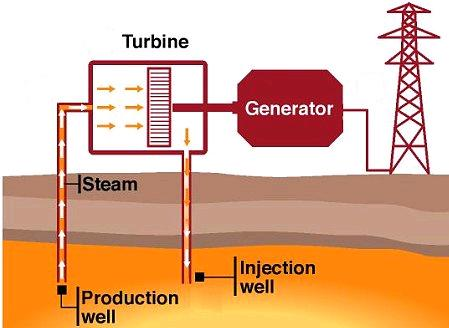 Turbine
Generator
Steam
Injection
well
Production
well